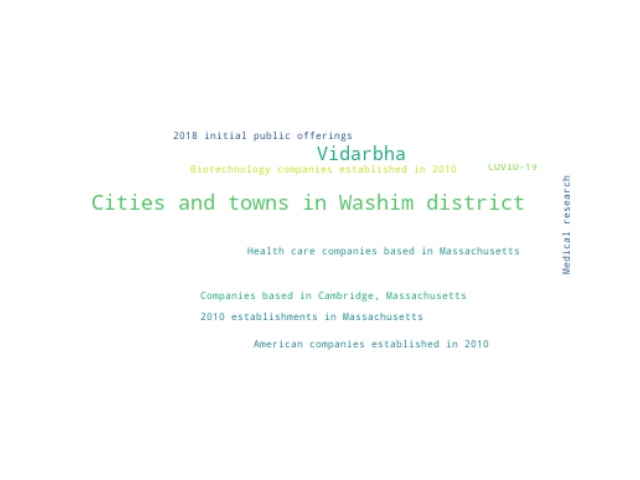 2018 initial public offerings
Vidarbha
Biotechnology companies established in 2010
COVID-19
Cities and towns in Washim district
Medical research
Health care companies based in Massachusetts
Companies based in Cambridge, Massachusetts
2010 establishments in Massachusetts
American companies established in 2010